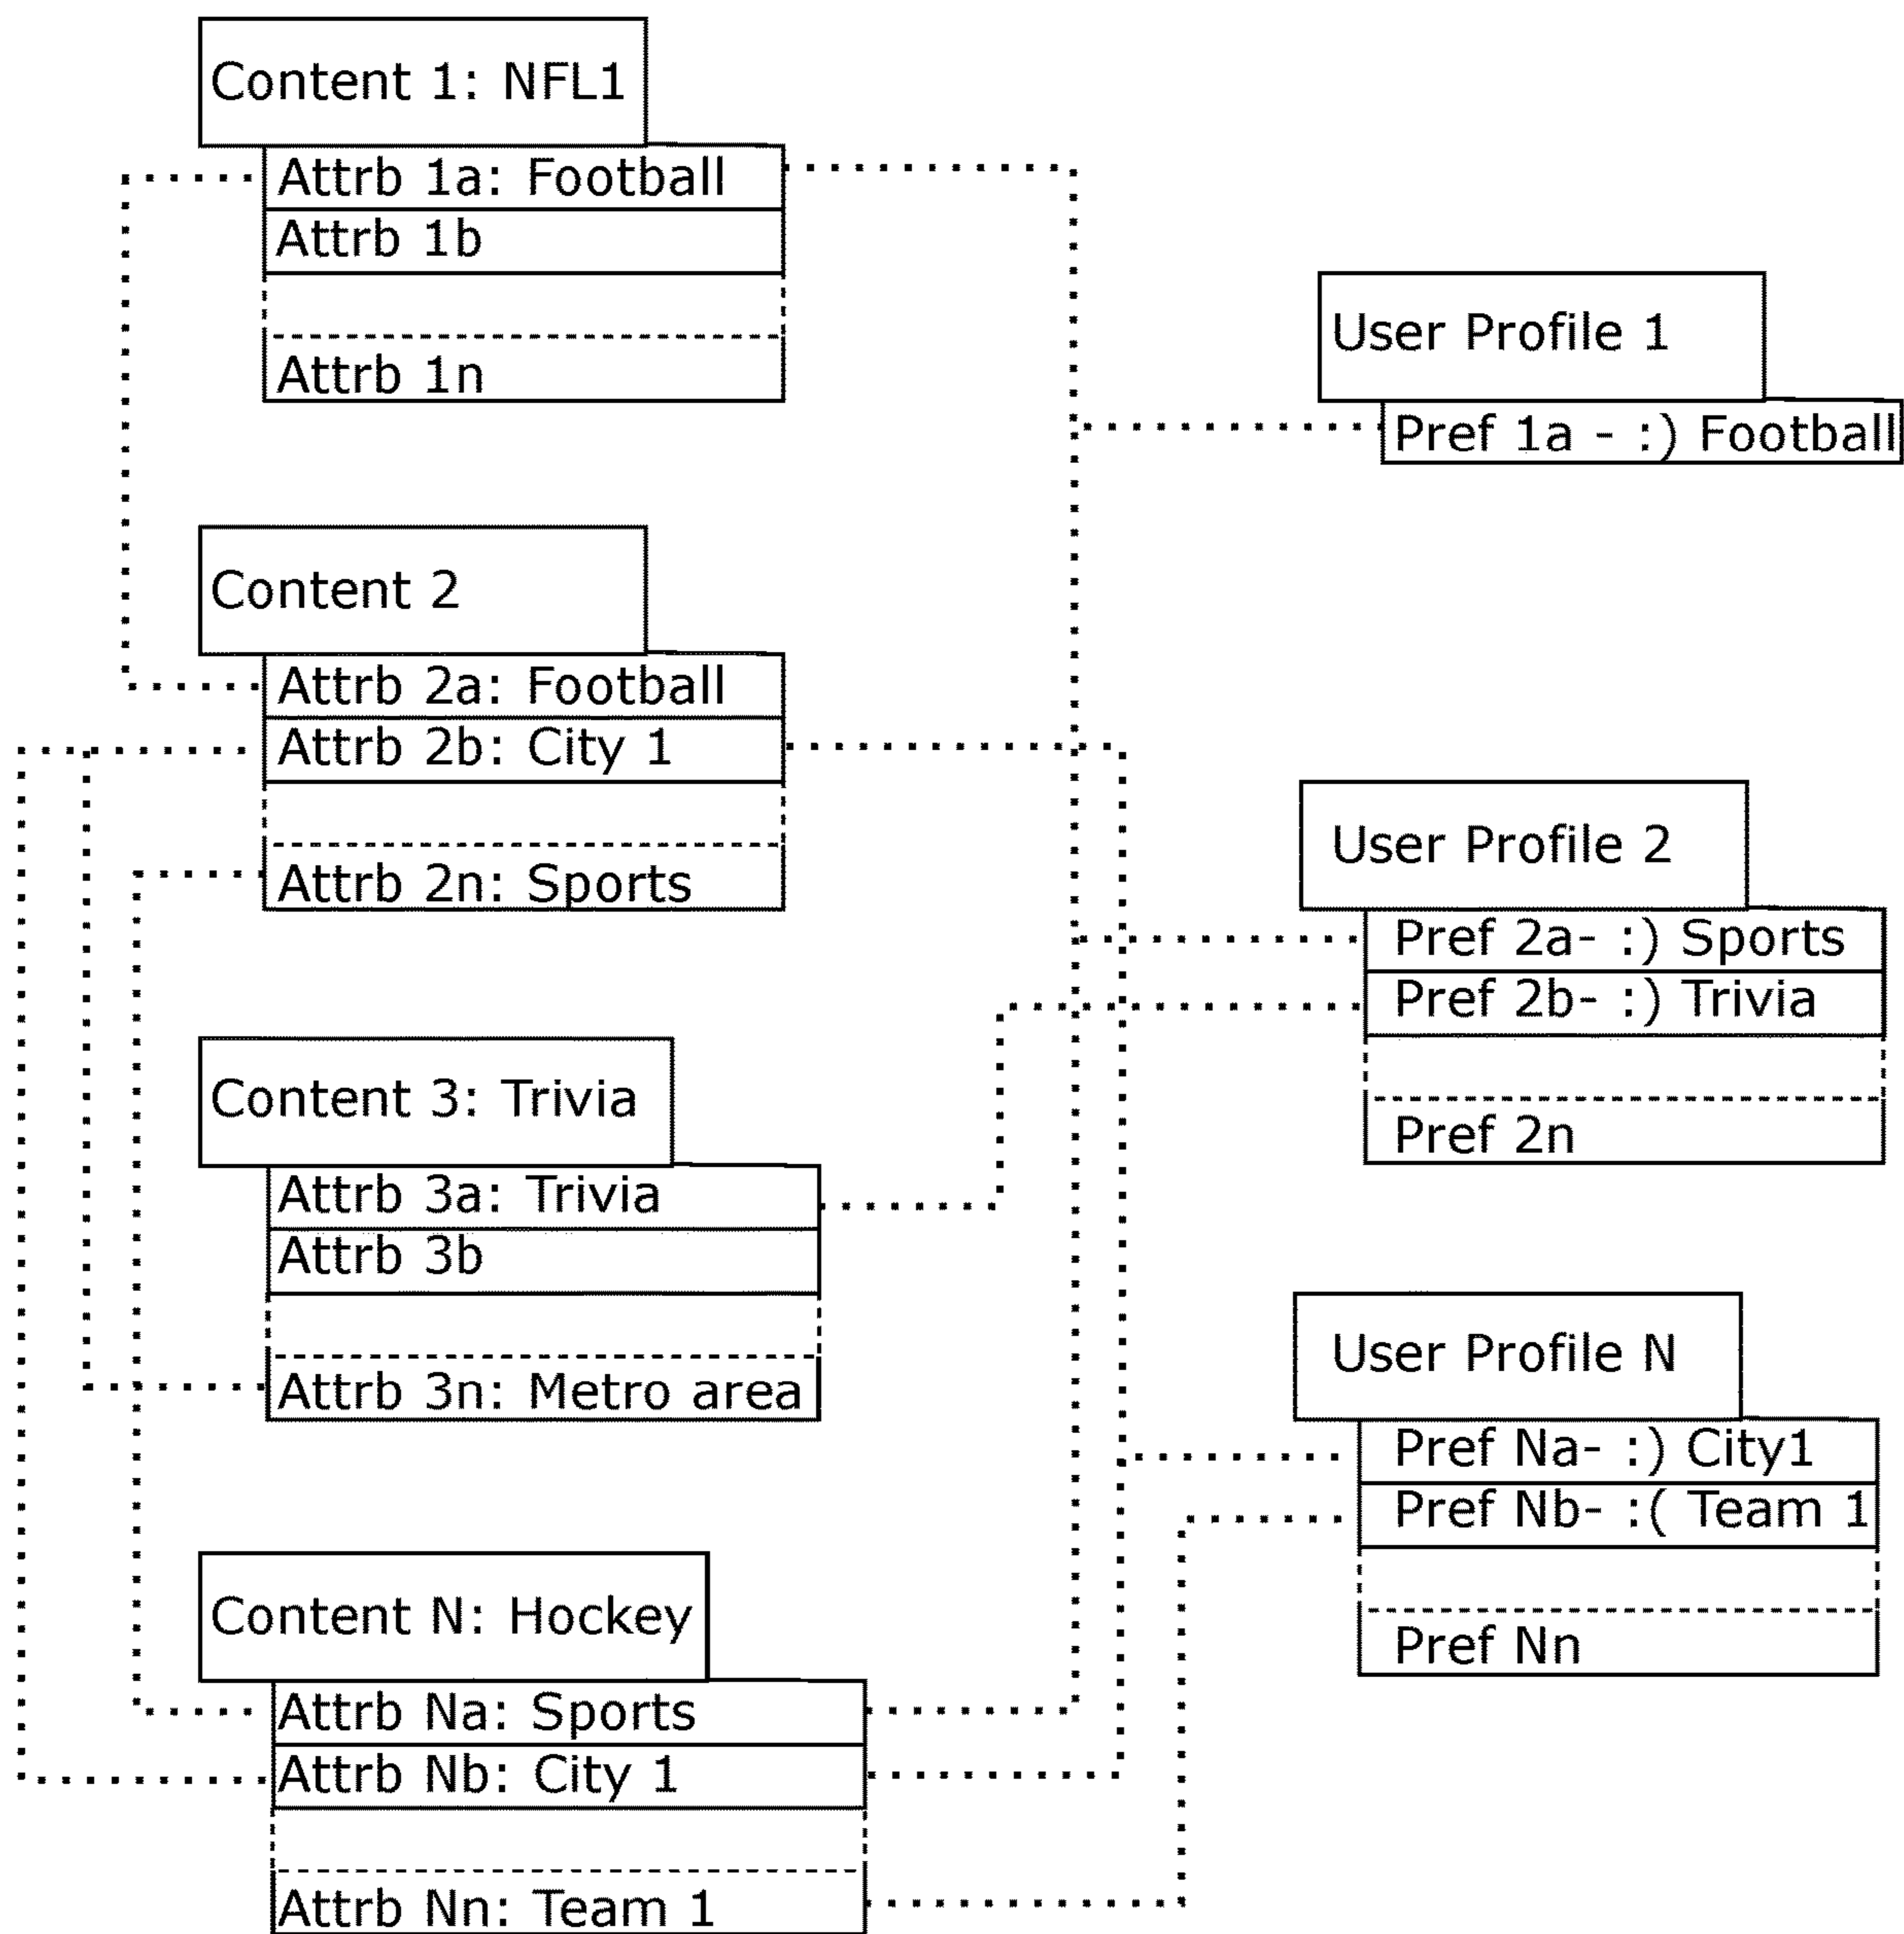 Content 1: NFL1
Attrb 1a: Football
Attrb 1b
Attrb 1n
Content 2
Attrb 2a: Football
Attrb 2b: City 1
Attrb 2n: Sports
Content 3: Trivia
Attrb 3a: Trivia
Attrb 3b
Attrb 3n: Metro area
Content N: Hockey
Attrb Na: Sports
Attrb Nb: City 1
Attrb Nn: Team 1
User Profile 1
Pref 1a - :) Football
User Profile 2
Pref 2a- :) Sports
Pref 2b- :) Trivia
Pref 2n
User Profile N
Pref Na- :) City1
Pref Nb- :( Team 1
Pref Nn